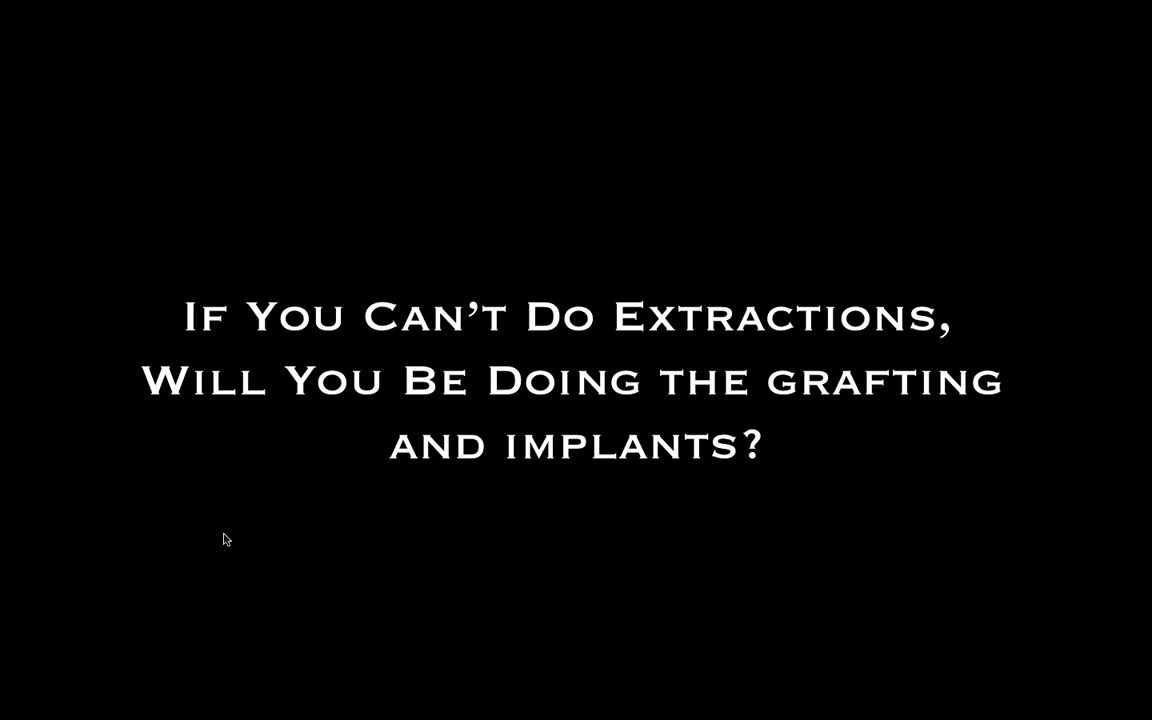 If You Can’t Do Extractions,
Will You Be Doing the grafting
and implants?